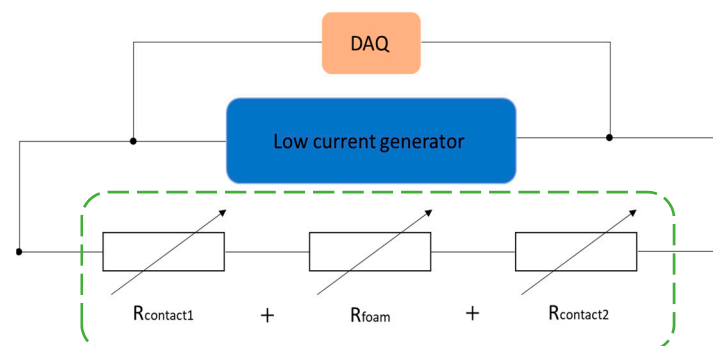 DAQ
Low current generator
Rcontact1 + Rfoam + Rcontact2